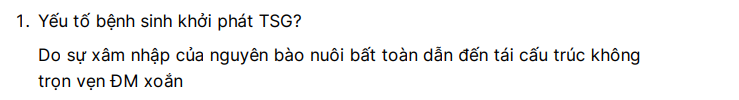 1. Yếu tố bệnh sinh khởi phát TSG?
Do sự xâm nhập của nguyên bào nuôi bất toàn dẫn đến tái cấu trúc không
trọn vẹn ĐM xoắn